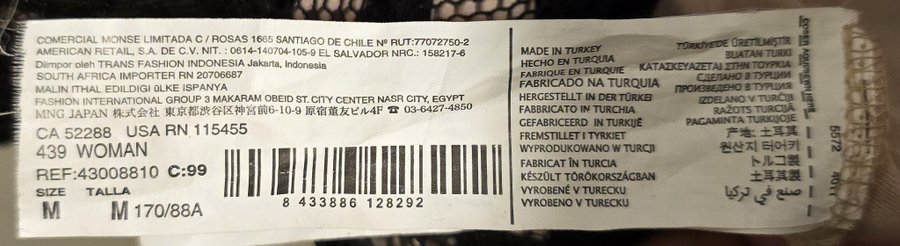 COMERCIAL MONSE LIMITADA C / ROSAS 1665 SANTIAGO DE CHILE Nº RUT:77072750-2
AMERICAN RETAIL, S.A. DE C.V. NIT. : 0614-140704-105-9 EL SALVADOR NRC.: 158217-6
Diimpor oleh TRANS FASHION INDONESIA Jakarta, Indonesia
SOUTH AFRICA IMPORTER RN 20706687
MALIN ITHAL EDILDIGI üLKE ISPANYA
FASHION INTERNATIONAL GROUP 3 MAKARAM OBEID ST. CITY CENTER NASR CITY, EGYPT
MNG JAPAN 株式会社 東京都渋谷区神宮前6-10-9 原宿董友ビル4F ☎ 03-6427-4850
CA 52288 USA RN 115455
439 WOMAN
REF:43008810 C:99
SIZE TALLA
M M 170/88A
8 433886 128292
MADE IN TURKEY
HECHO EN TURQUIA
FABRIQUE EN TURQUIE
FABRICADO NA TURQUIA
HERGESTELLT IN DER TÜRKEI
FABBRICATO IN TURCHIA
GEFABRICEERD IN TURKIJË
FREMSTILLET I TYRKIET
WYPRODUKOWANO W TURCJI
FABRICAT ÎN TURCIA
KÉSZÜLT TÖRÖKORSZÁGBAN
VYROBENÉ V TURECKU
VYROBENO V TURECKU
TÜRKİYE'DE ÜRETİLMİŞTİR
BUATAN TURKI
ΚΑΤΑΣΚΕΥΑΖΕΤΑΙ ΣΤΗΝ ΤΟΥΡΚΙΑ
СДЕЛАНО В ТУРЦИИ
ПРОИЗВЕДЕНО В ТУРЦИЯ
IZDELANO V TURČIJI
RAŽOTS TURCIJĀ
PAGAMINTA TURKIJOJE
产地: 土耳其
원산지 터어키
トルコ製
土耳其製
صنع في تركيا
5572